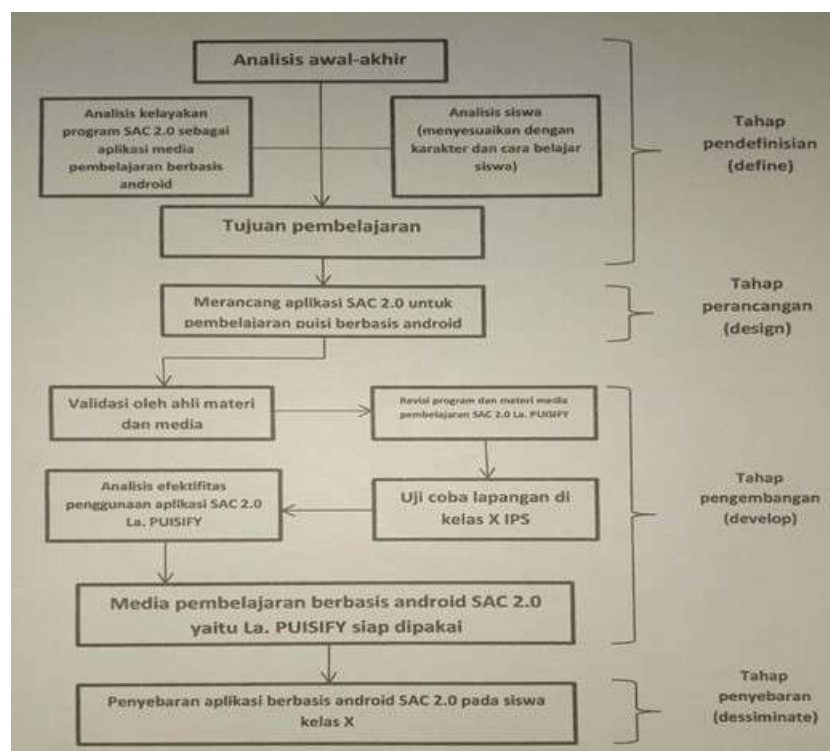 Analisis awal-akhir
Analisis kelayakan
program SAC 2.0 sebagai
aplikasi media
pembelajaran berbasis
android
Analisis siswa
(menyesuaikan dengan
karakter dan cara belajar
siswa)
Tahap
pendefinisian
(define)
Tujuan pembelajaran
Merancang aplikasi SAC 2.0 untuk
pembelajaran puisi berbasis android
Tahap
perancangan
(design)
Validasi oleh ahli materi
dan media
Revisi program dan materi media
pembelajaran SAC 2.0 La. PUISIFY
Analisis efektifitas
penggunaan aplikasi SAC 2.0
La. PUISIFY
Uji coba lapangan di
kelas X IPS
Tahap
pengembangan
(develop)
Media pembelajaran berbasis android SAC 2.0
yaitu La. PUISIFY siap dipakai
Penyebaran aplikasi berbasis android SAC 2.0 pada siswa
kelas X
Tahap
penyebaran
(dessiminate)